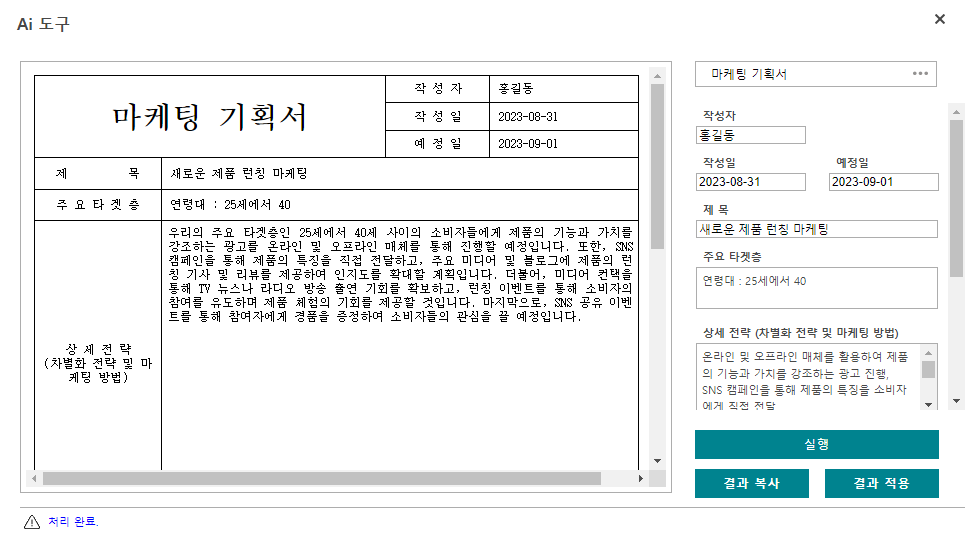 Ai 도구
마케팅 기획서
작 성 자
홍길동
작 성 일
2023-08-31
예 정 일
2023-09-01
제 목
새로운 제품 런칭 마케팅
주 요 타 겟 층
연령대 : 25세에서 40
상 세 전 략
(차별화 전략 및 마
케팅 방법)
우리의 주요 타겟층인 25세에서 40세 사이의 소비자들에게 제품의 기능과 가치를
강조하는 광고를 온라인 및 오프라인 매체를 통해 진행할 예정입니다. 또한, SNS
캠페인을 통해 제품의 특징을 직접 전달하고, 주요 미디어 및 블로그에 제품의 런
칭 기사 및 리뷰를 제공하여 인지도를 확대할 계획입니다. 더불어, 미디어 컨택을
통해 TV 뉴스나 라디오 방송 출연 기회를 확보하고, 런칭 이벤트를 통해 소비자의
참여를 유도하며 제품 체험의 기회를 제공할 것입니다. 마지막으로, SNS 공유 이벤
트를 통해 참여자에게 경품을 증정하여 소비자들의 관심을 끌 예정입니다.
마케팅 기획서
작성자
홍길동
작성일 예정일
2023-08-31 2023-09-01
제 목
새로운 제품 런칭 마케팅
주요 타겟층
연령대 : 25세에서 40
상세 전략 (차별화 전략 및 마케팅 방법)
온라인 및 오프라인 매체를 활용하여 제품
의 기능과 가치를 강조하는 광고 진행,
SNS 캠페인을 통해 제품의 특징을 소비자
에게 직접 전달
실행
결과 복사 결과 적용
처리 완료.